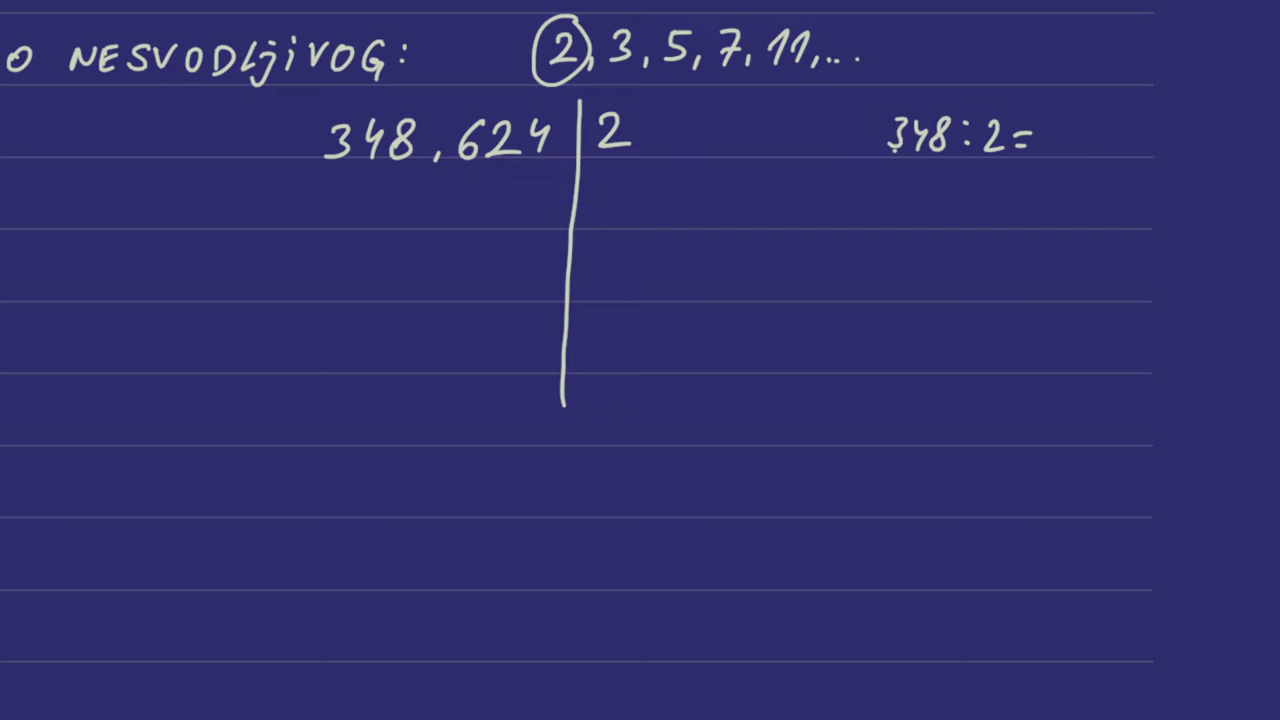 O NESVODLjIVOG: 2, 3, 5, 7, 11, ...
348, 624 | 2 348 : 2 =